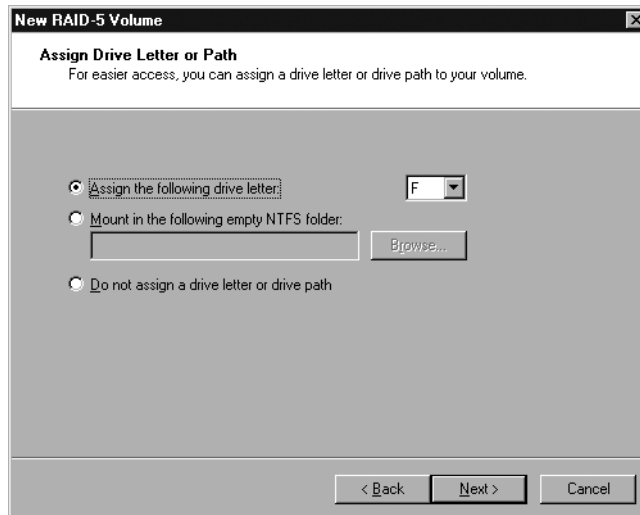 New RAID-5 Volume
Assign Drive Letter or Path
For easier access, you can assign a drive letter or drive path to your volume.
Assign the following drive letter: F
Mount in the following empty NTFS folder:
Browse...
Do not assign a drive letter or drive path
< Back Next > Cancel